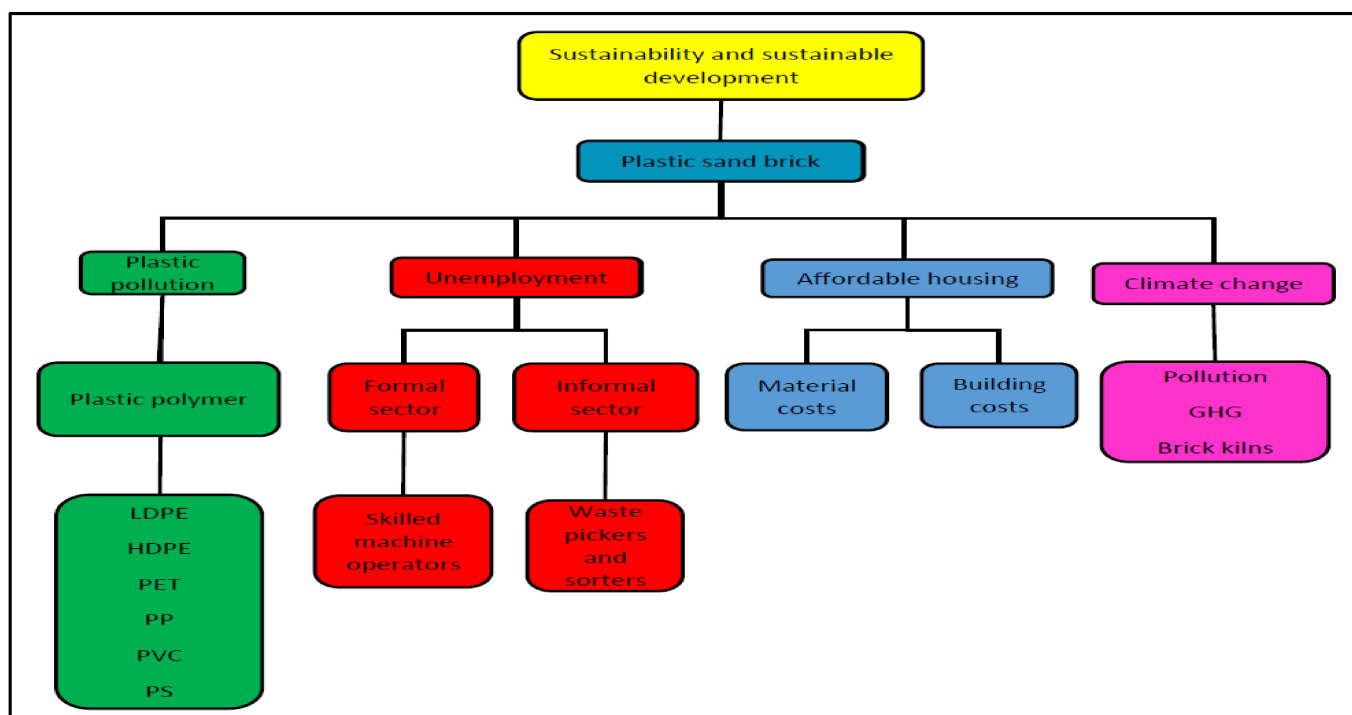 Sustainability and sustainable
development
Plastic sand brick
Plastic
pollution
Unemployment
Affordable housing
Climate change
Plastic polymer
Formal
sector
Informal
sector
Material
costs
Building
costs
Pollution
GHG
Brick kilns
LDPE
HDPE
PET
PP
PVC
PS
Skilled
machine
operators
Waste
pickers
and
sorters